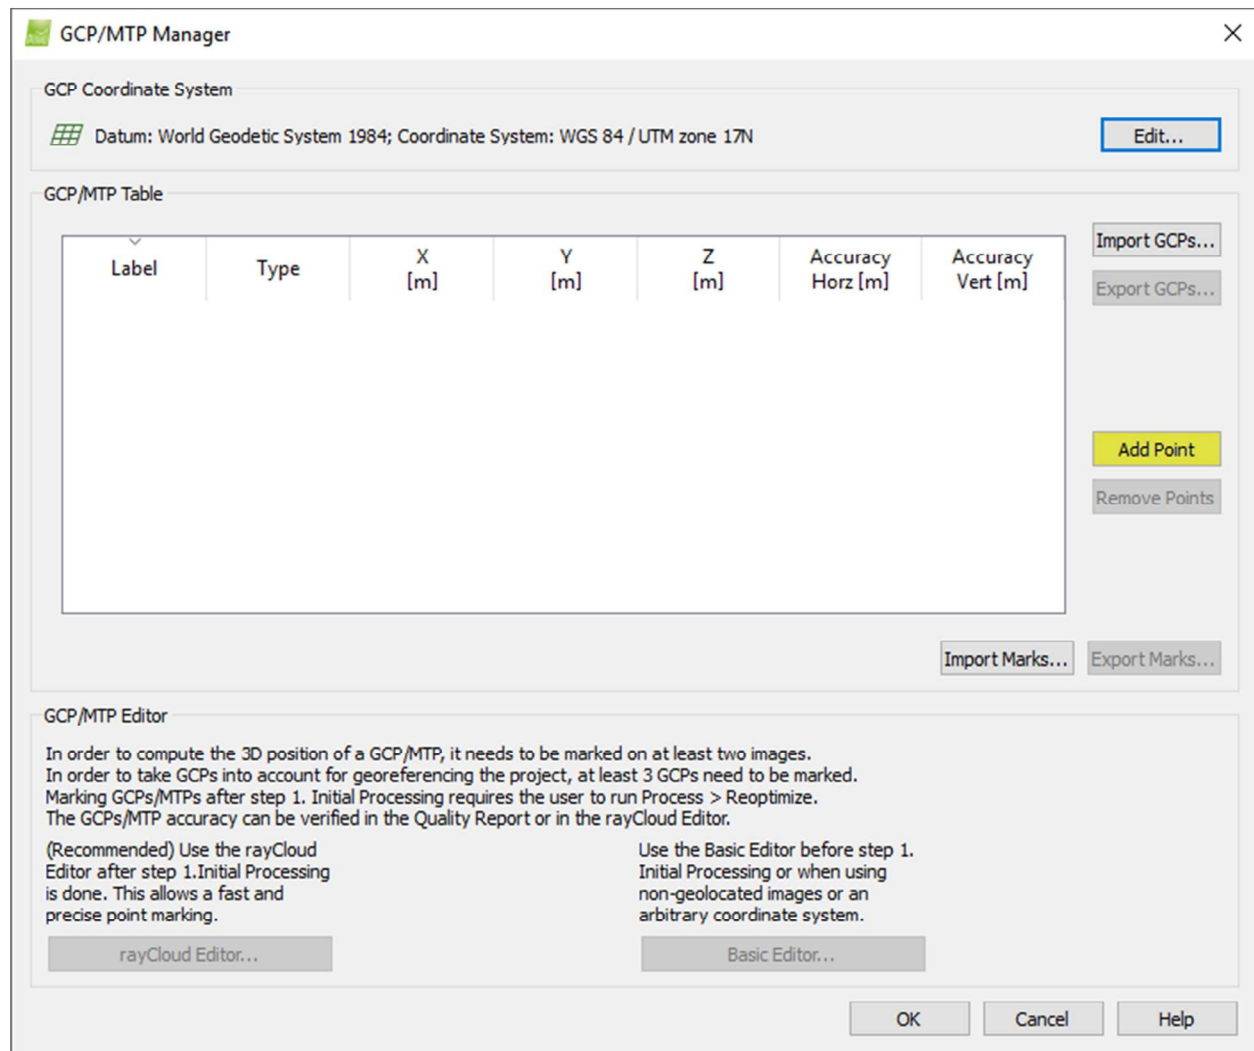 GCP/MTP Manager
GCP Coordinate System
Datum: World Geodetic System 1984; Coordinate System: WGS 84 / UTM zone 17N
Edit...
GCP/MTP Table
Label
Type
X
[m]
Y
[m]
Z
[m]
Accuracy
Horz [m]
Accuracy
Vert [m]
Import GCPs...
Export GCPs...
Add Point
Remove Points
Import Marks...
Export Marks...
GCP/MTP Editor
In order to compute the 3D position of a GCP/MTP, it needs to be marked on at least two images.
In order to take GCPs into account for georeferencing the project, at least 3 GCPs need to be marked.
Marking GCPs/MTPs after step 1. Initial Processing requires the user to run Process > Reoptimize.
The GCPs/MTP accuracy can be verified in the Quality Report or in the rayCloud Editor.
(Recommended) Use the rayCloud
Editor after step 1.Initial Processing
is done. This allows a fast and
precise point marking.
rayCloud Editor...
Use the Basic Editor before step 1.
Initial Processing or when using
non-geolocated images or an
arbitrary coordinate system.
Basic Editor...
OK
Cancel
Help